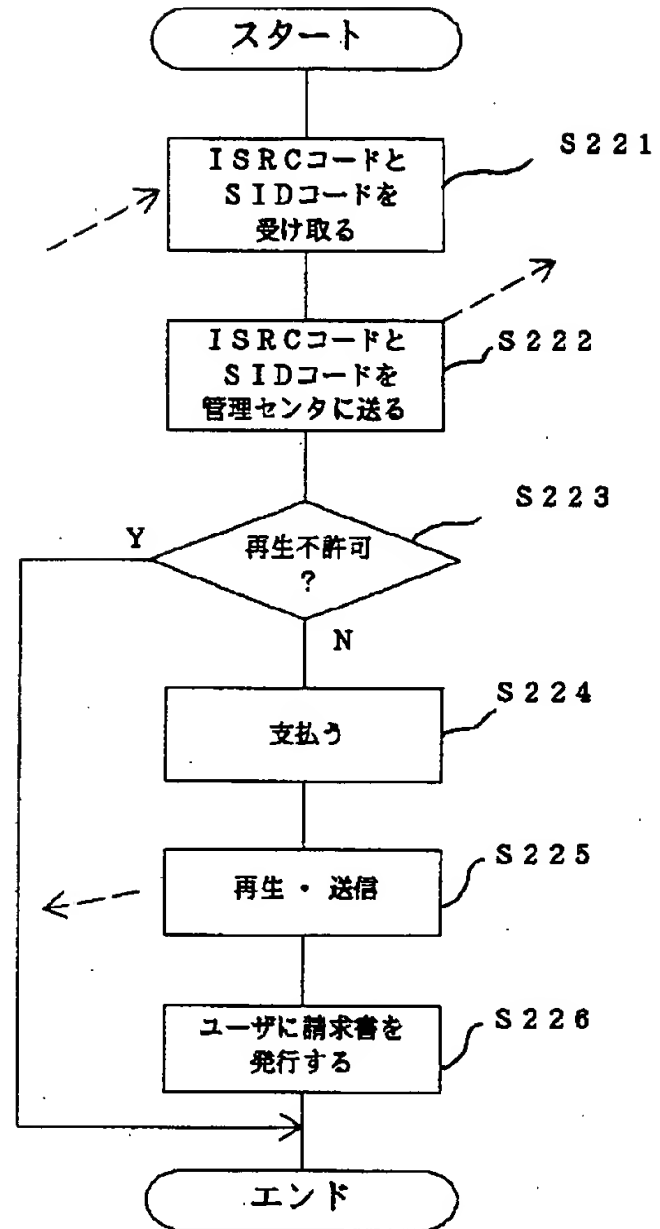 スタート
ISRCコードと
SIDコードを
受け取る
S221
ISRCコードと
SIDコードを
管理センタに送る
S222
再生不許可
?
S223
Y
N
支払う
S224
再生・送信
S225
ユーザに請求書を
発行する
S226
エンド